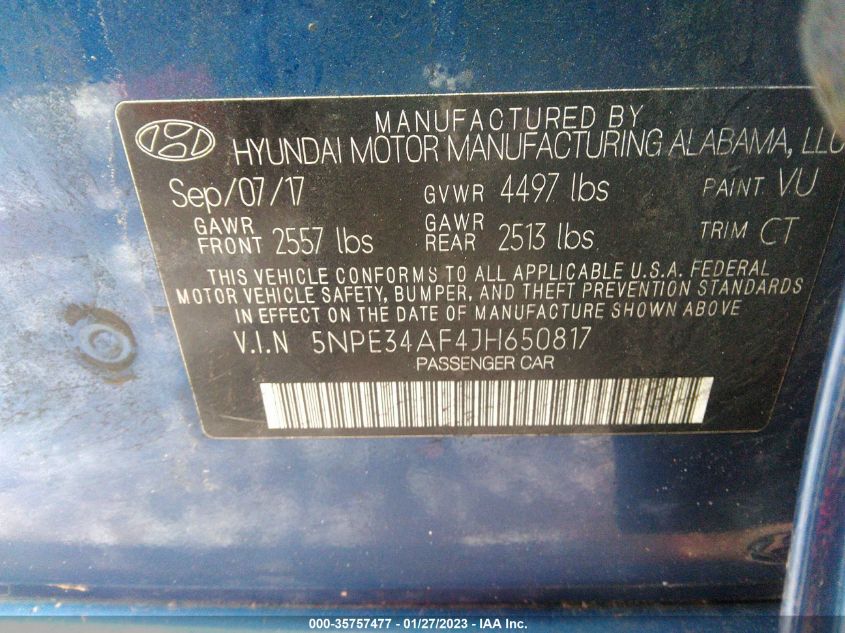 MANUFACTURED BY
HYUNDAI MOTOR MANUFACTURING ALABAMA, LLC
Sep/07/17 GVWR 4497 lbs PAINT VU
GAWR FRONT 2557 lbs GAWR REAR 2513 lbs TRIM CT
THIS VEHICLE CONFORMS TO ALL APPLICABLE U.S.A. FEDERAL
MOTOR VEHICLE SAFETY, BUMPER, AND THEFT PREVENTION STANDARDS
IN EFFECT ON THE DATE OF MANUFACTURE SHOWN ABOVE
V.I.N 5NPE34AF4JH650817
PASSENGER CAR
000-35757477 - 01/27/2023 - © IAA Inc.